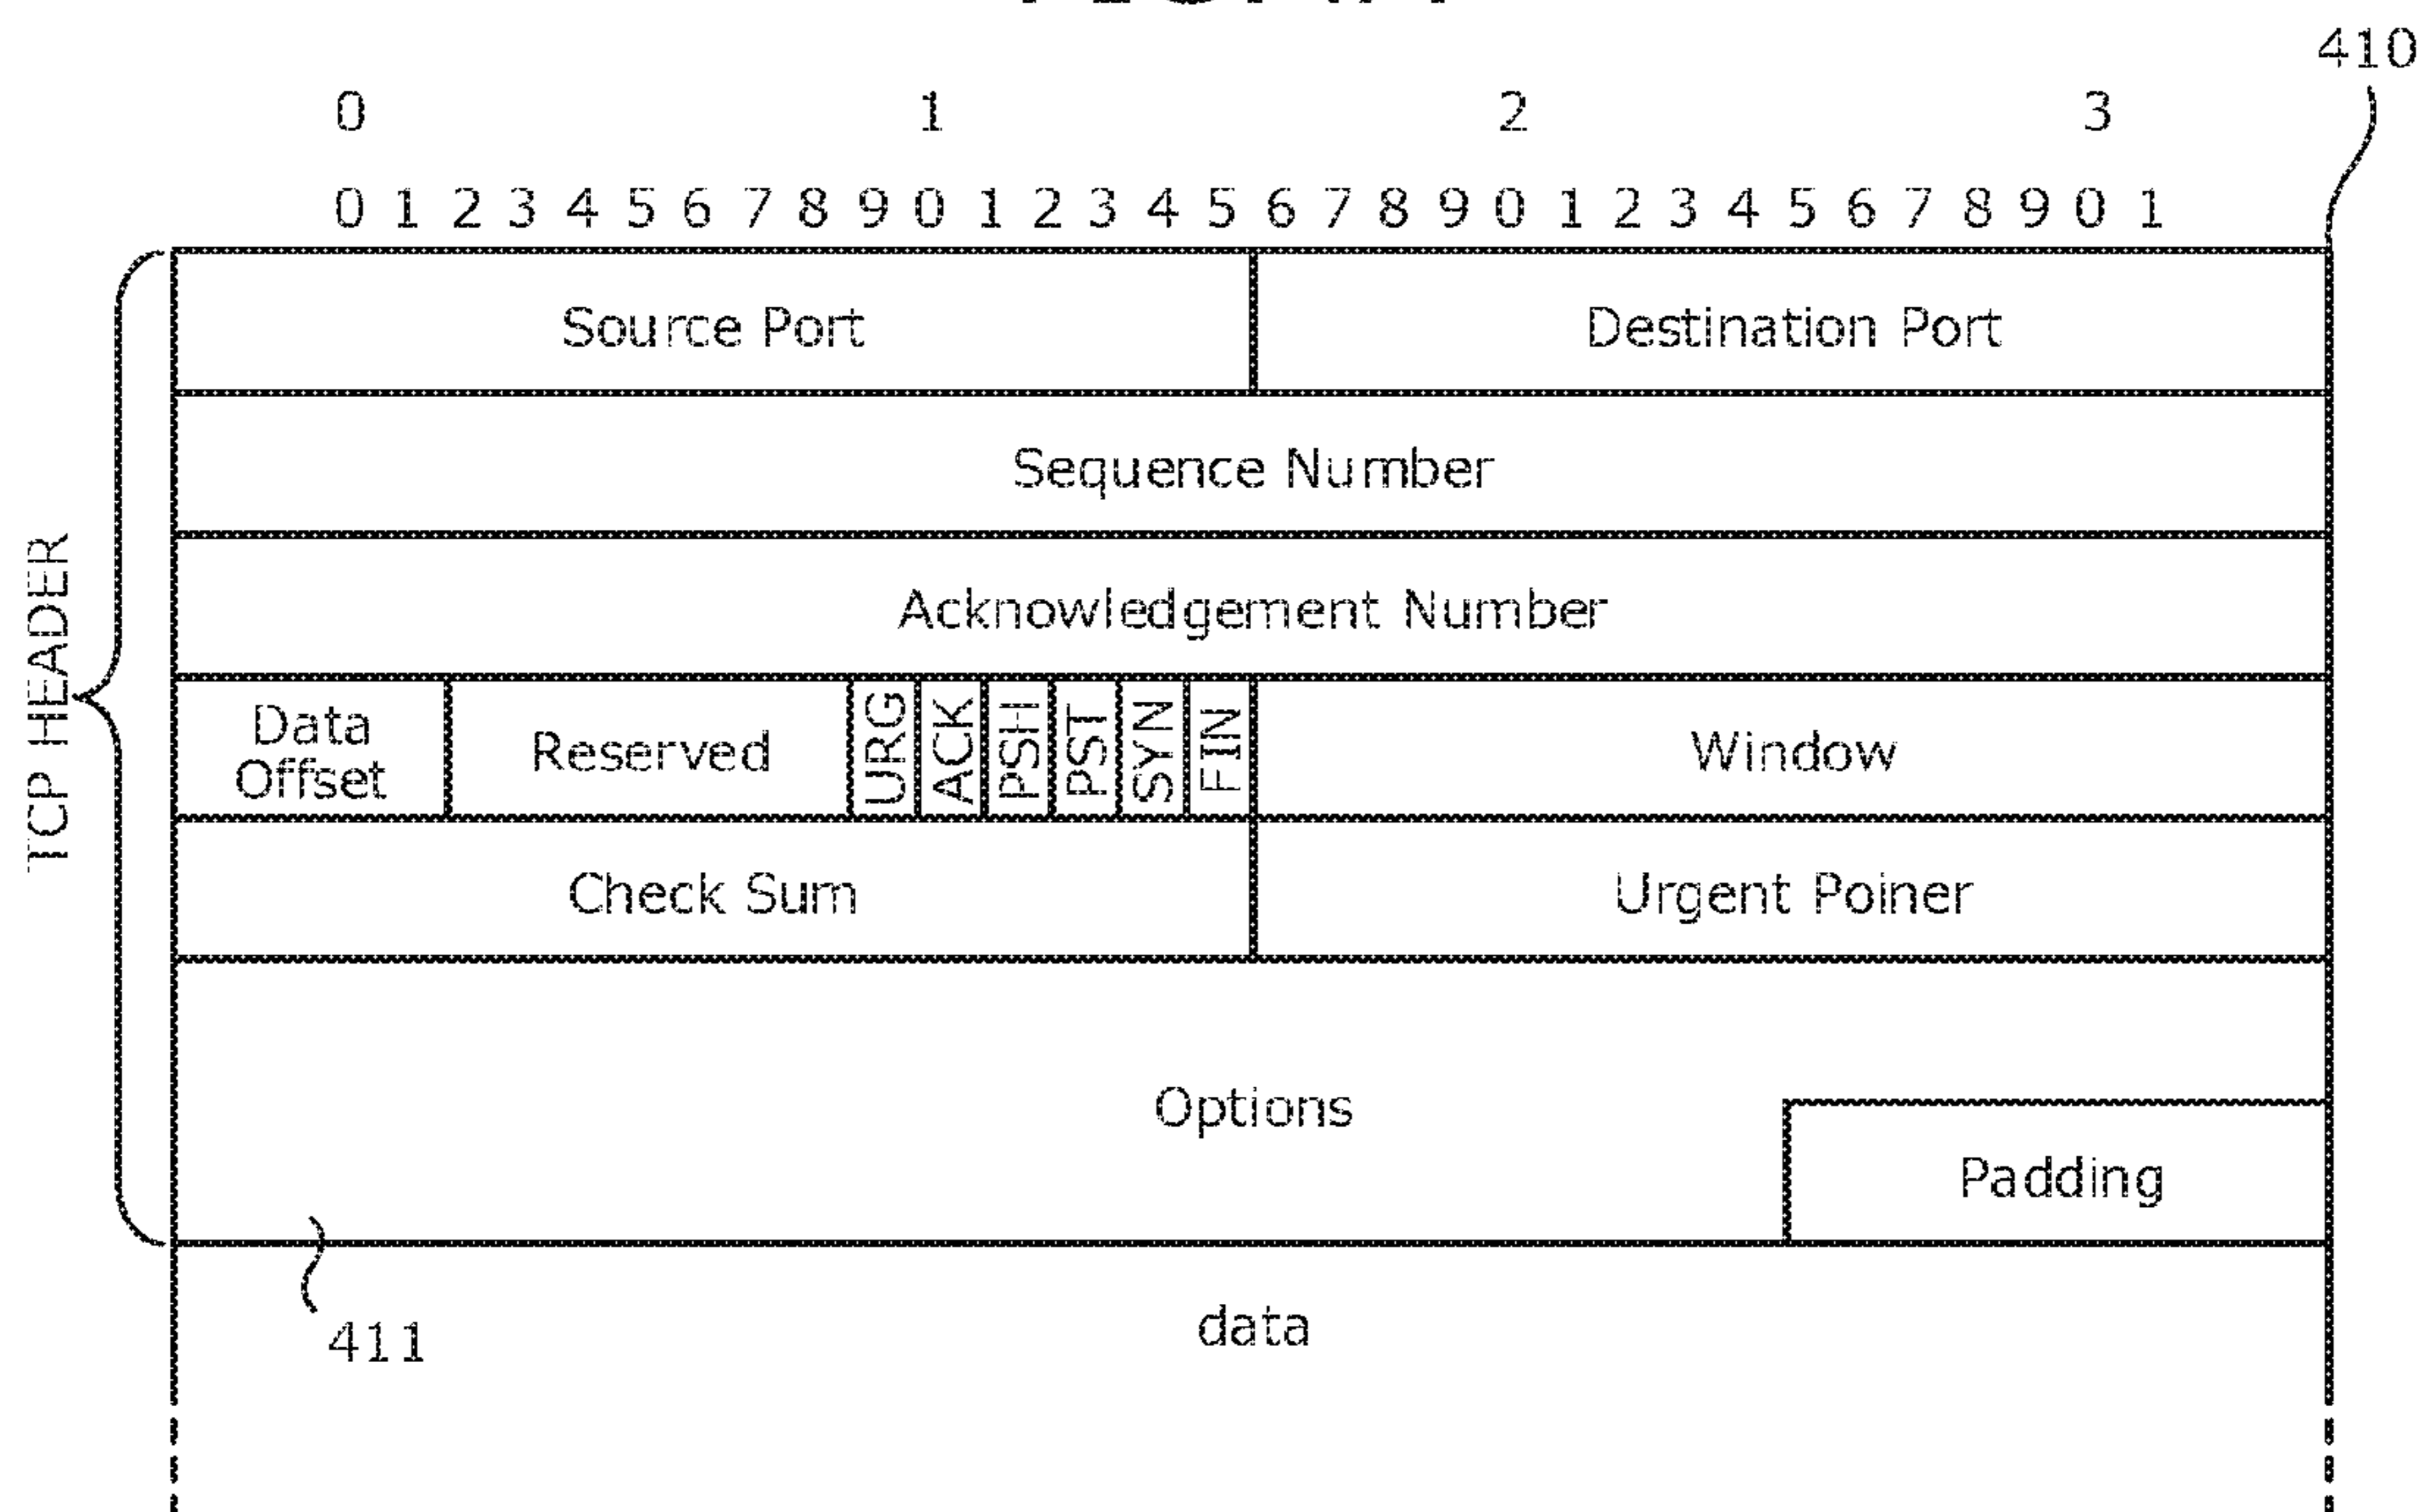 410
0 1 2 3
0 1 2 3 4 5 6 7 8 9 0 1 2 3 4 5 6 7 8 9 0 1 2 3 4 5 6 7 8 9 0 1
TCP HEADER
Source Port Destination Port
Sequence Number
Acknowledgement Number
Data Offset Reserved URG ACK PSH PST SYN FIN Window
Check Sum Urgent Poiner
Options
Padding
411
data